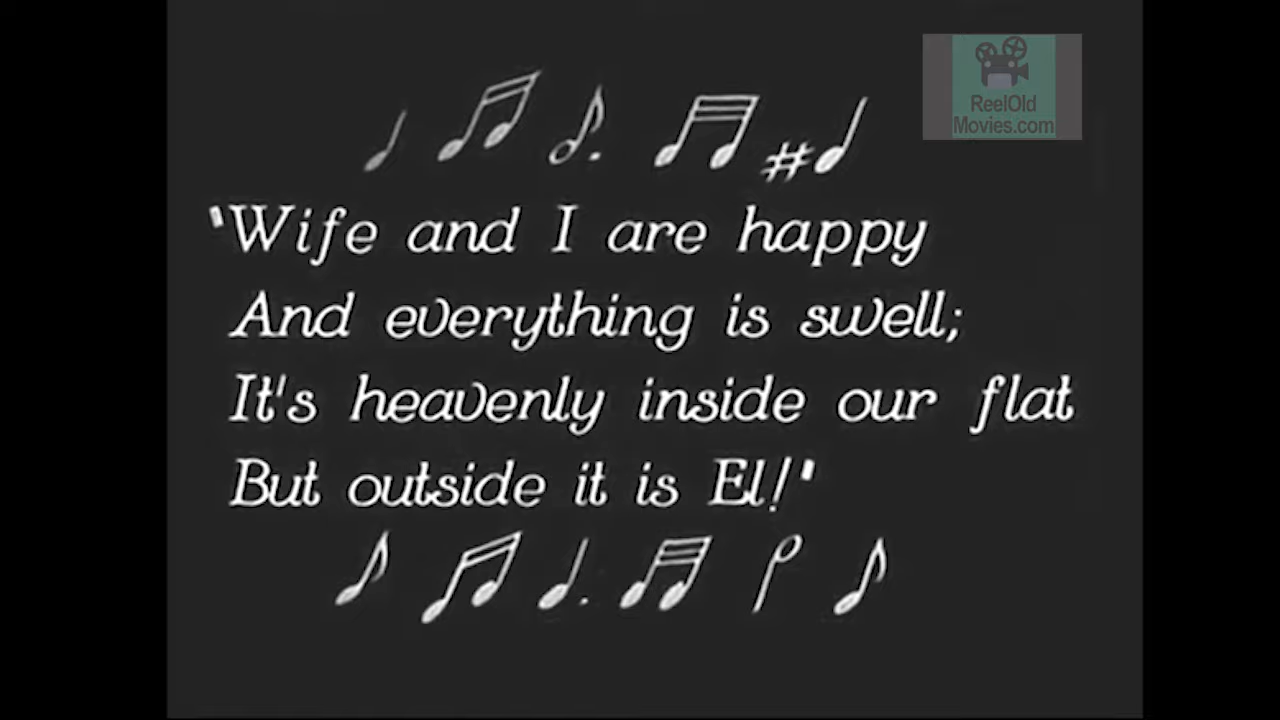 ReelOld
Movies.com
'Wife and I are happy
And everything is swell;
It's heavenly inside our flat
But outside it is El!'